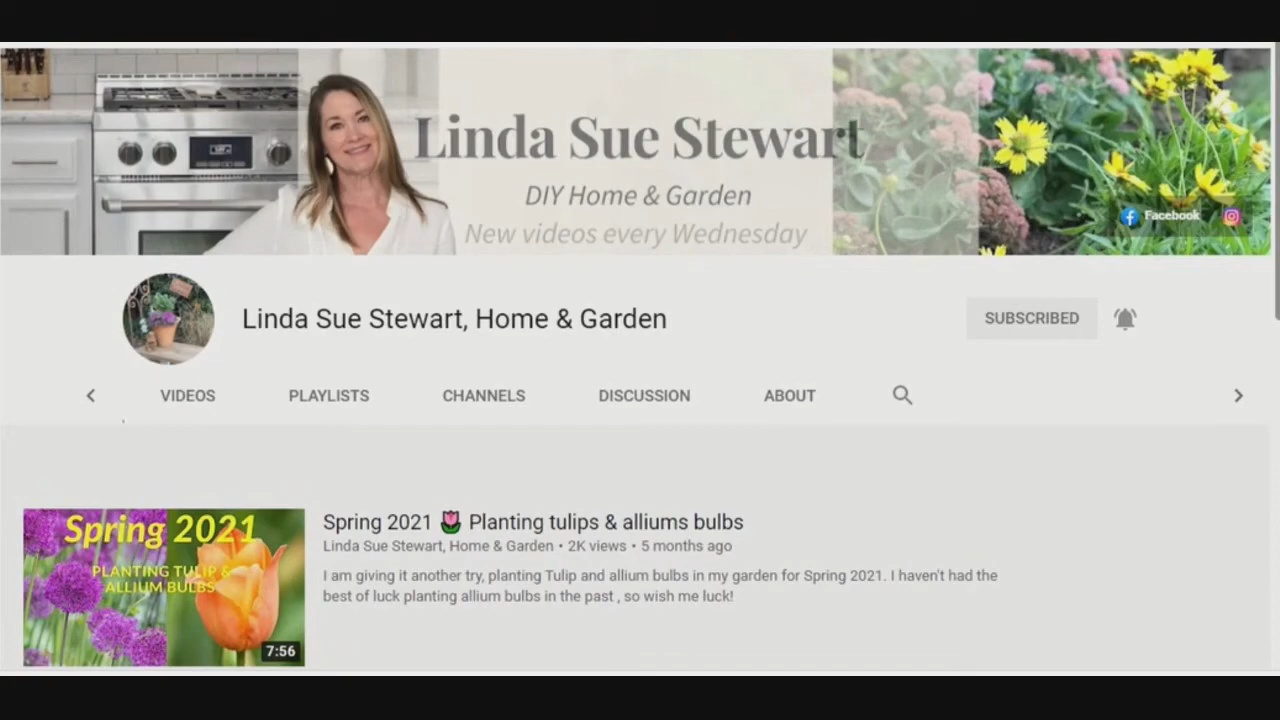 Linda Sue Stewart
DIY Home & Garden
New videos every Wednesday
Facebook
Linda Sue Stewart, Home & Garden
SUBSCRIBED
VIDEOS PLAYLISTS CHANNELS DISCUSSION ABOUT
Spring 2021
PLANTING TULIP &
ALLIUM BULBS
7:56
Spring 2021 🌷 Planting tulips & alliums bulbs
Linda Sue Stewart, Home & Garden • 2K views • 5 months ago
I am giving it another try, planting Tulip and allium bulbs in my garden for Spring 2021. I haven't had the
best of luck planting allium bulbs in the past , so wish me luck!